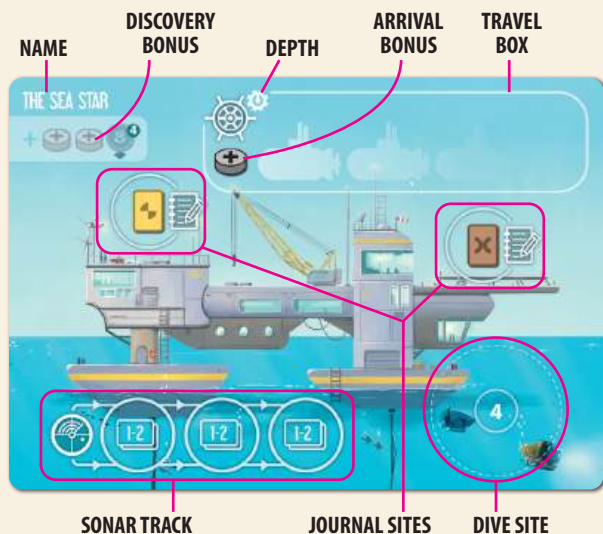 NAME
DISCOVERY
BONUS
DEPTH
ARRIVAL
BONUS
TRAVEL
BOX
THE SEA STAR
+
4
1-2
1-2
1-2
4
SONAR TRACK
JOURNAL SITES
DIVE SITE